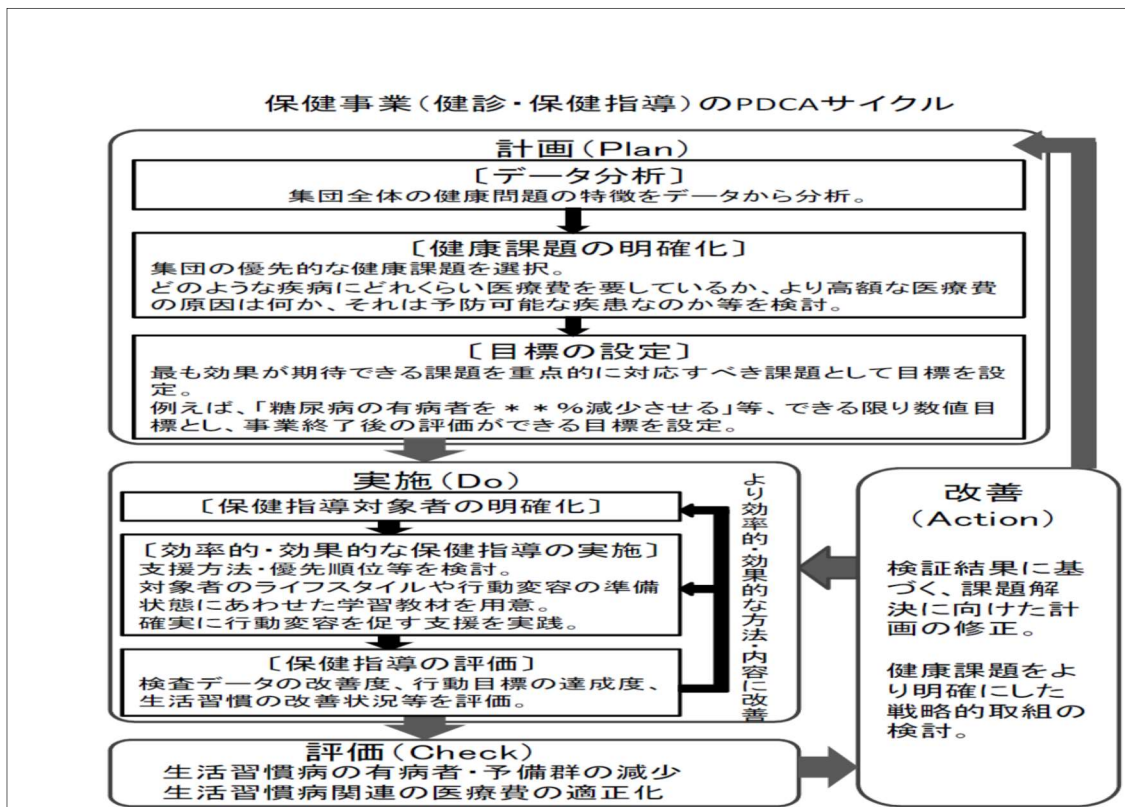 保健事業(健診・保健指導)のPDCAサイクル
計画(Plan)
[データ分析]
集団全体の健康問題の特徴をデータから分析。
[健康課題の明確化]
集団の優先的な健康課題を選択。
どのような疾病にどれくらい医療費を要しているか、より高額な医療費
の原因は何か、それは予防可能な疾患なのか等を検討。
[目標の設定]
最も効果が期待できる課題を重点的に対応すべき課題として目標を設
定。
例えば、「糖尿病の有病者を**%減少させる」等、できる限り数値目
標とし、事業終了後の評価ができる目標を設定。
実施(Do)
[保健指導対象者の明確化]
[効率的・効果的な保健指導の実施]
支援方法・優先順位等を検討。
対象者のライフスタイルや行動変容の準備
状態にあわせた学習教材を用意。
確実に行動変容を促す支援を実践。
[保健指導の評価]
検査データの改善度、行動目標の達成度、
生活習慣の改善状況等を評価。
より効率的・効果的な方法・内容に改善
評価(Check)
生活習慣病の有病者・予備群の減少
生活習慣病関連の医療費の適正化
改善
(Action)
検証結果に基
づく、課題解
決に向けた計
画の修正。
健康課題をよ
り明確にした
戦略的取組の
検討。